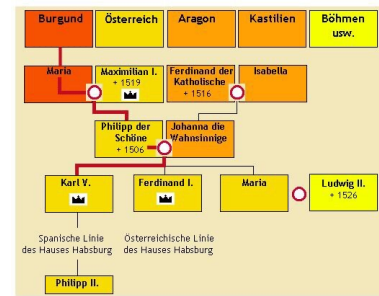 Burgund
Österreich
Aragon
Kastilien
Böhmen
usw.
Maria
Maximilian I.
+ 1519
Ferdinand der
Katholische
+ 1516
Isabella
Philipp der
Schöne
+ 1506
Johanna die
Wahnsinnige
Karl V.
Ferdinand I.
Maria
Ludwig II.
+ 1526
Spanische Linie
des Hauses Habsburg
Österreichische Linie
des Hauses Habsburg
Philipp II.